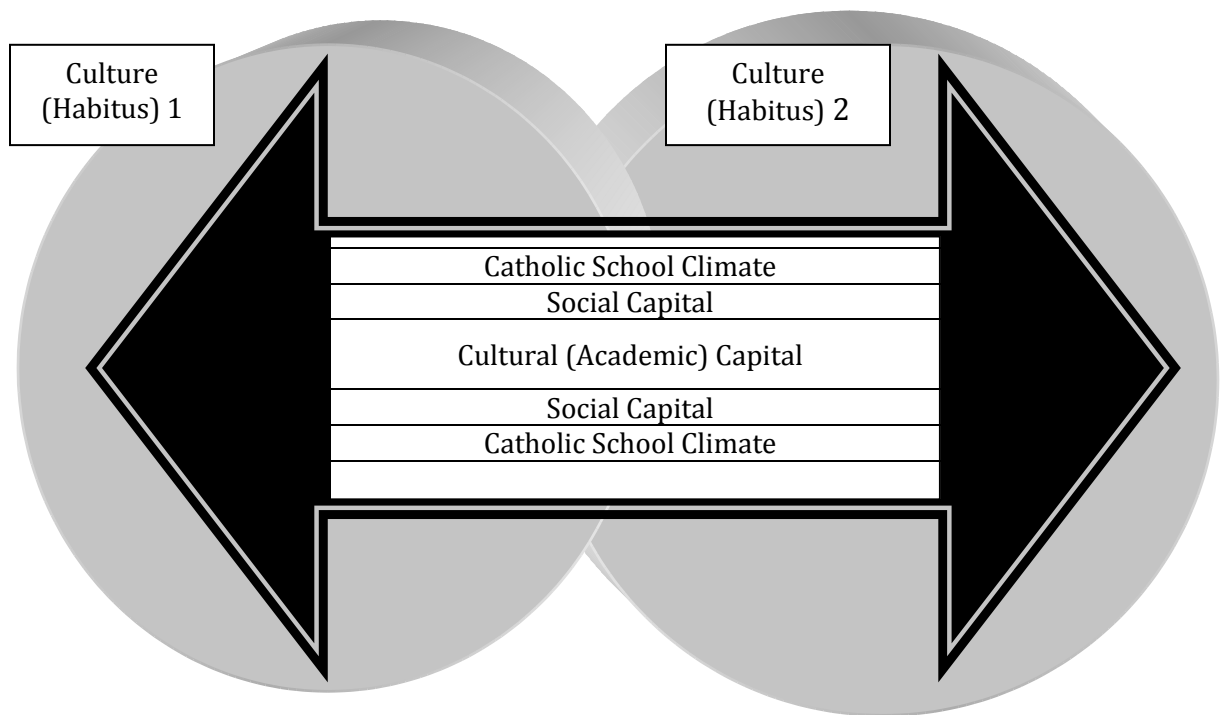 Culture
(Habitus) 1
Culture
(Habitus) 2
Catholic School Climate
Social Capital
Cultural (Academic) Capital
Social Capital
Catholic School Climate